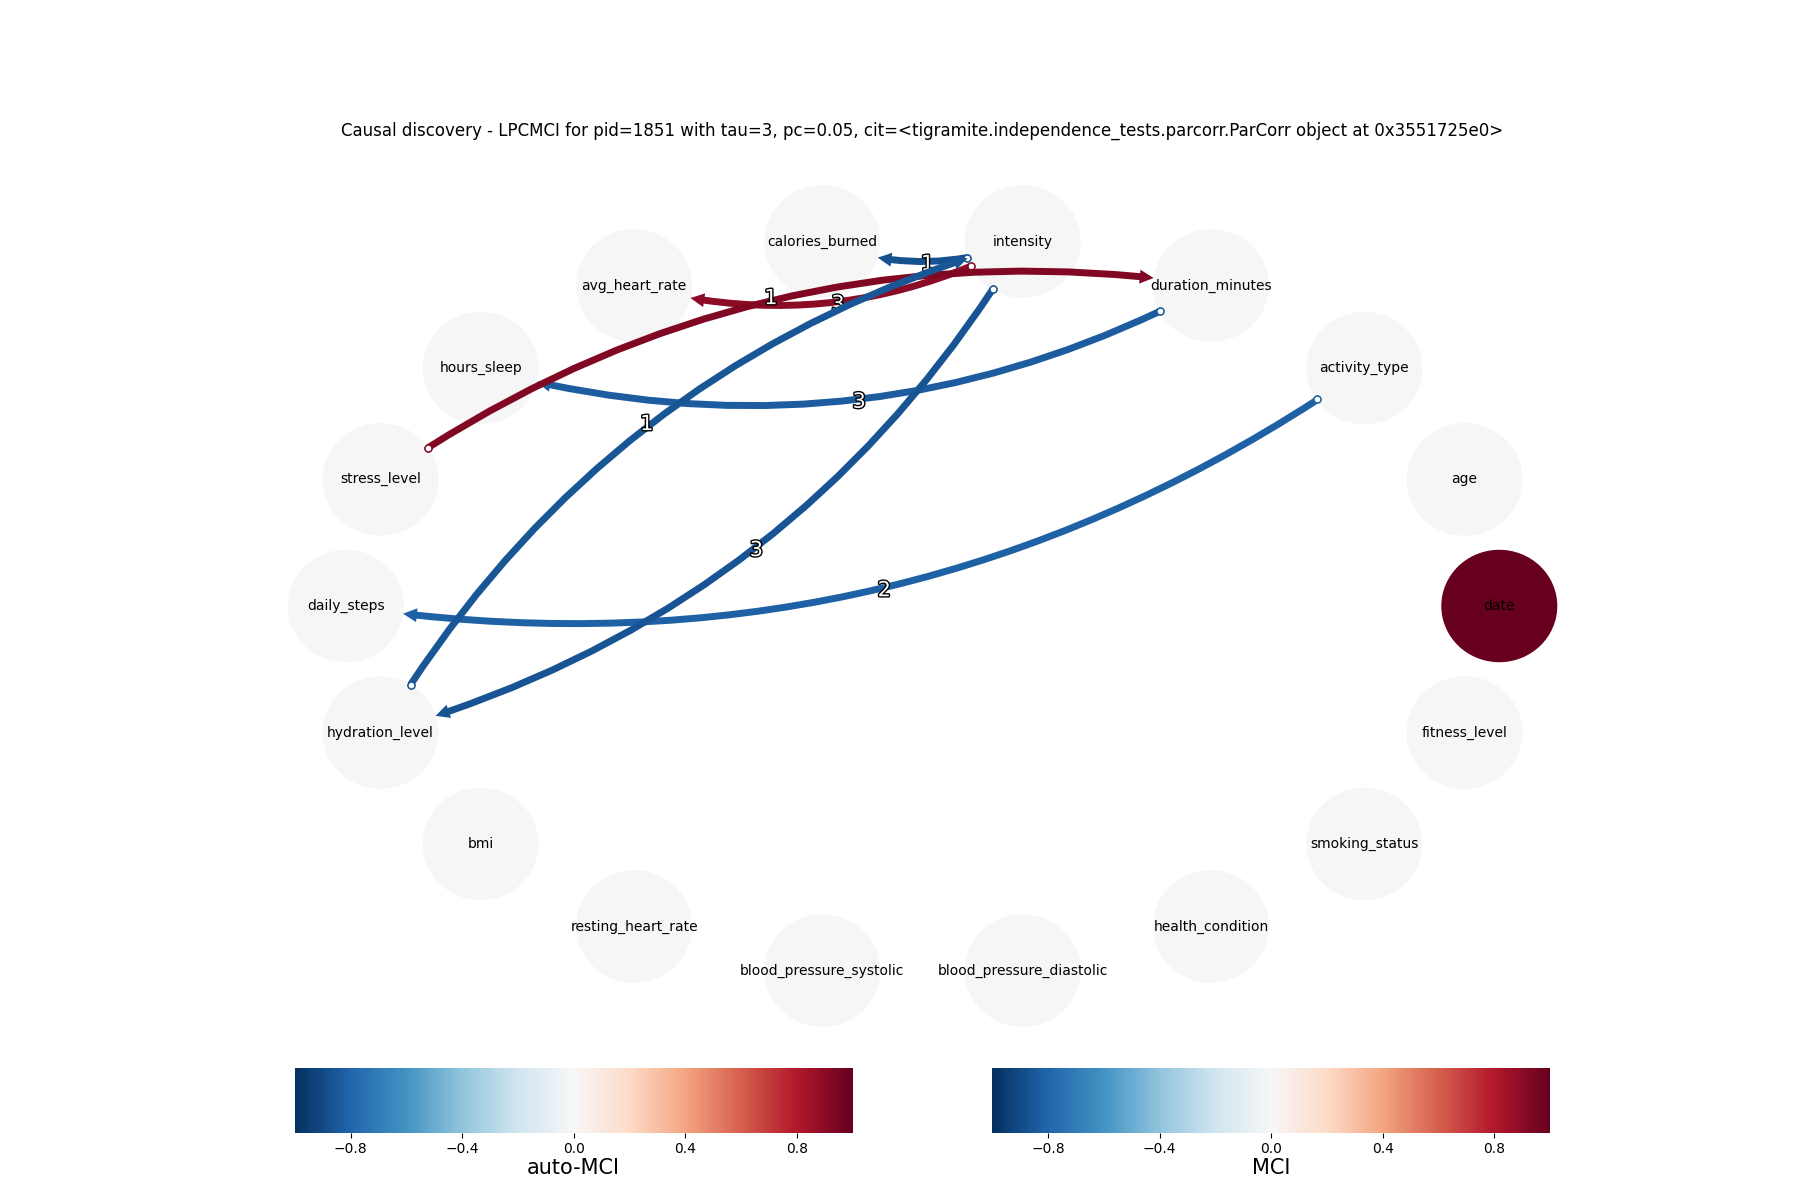 Causal discovery - LPCMCI for pid=1851 with tau=3, pc=0.05, cit=<tigramite.independence_tests.parcorr.ParCorr object at 0x3551725e0>
calories_burned
intensity
1
avg_heart_rate
duration_minutes
1
3
hours_sleep
activity_type
3
1
stress_level
age
3
2
daily_steps
date
hydration_level
fitness_level
bmi
smoking_status
resting_heart_rate
health_condition
blood_pressure_systolic
blood_pressure_diastolic
−0.8 −0.4 0.0 0.4 0.8
auto-MCI
−0.8 −0.4 0.0 0.4 0.8
MCI